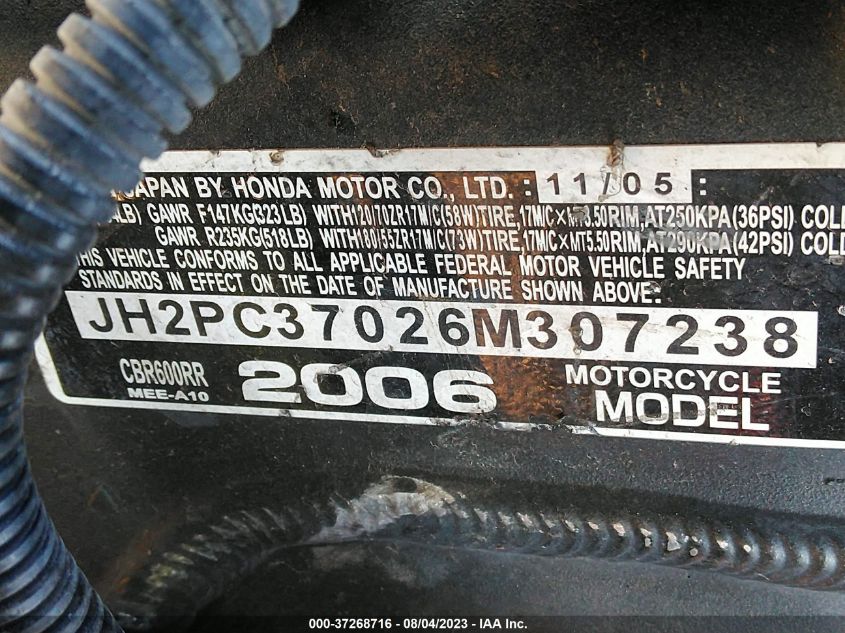 JAPAN BY HONDA MOTOR CO., LTD. : 11/05 :
LB) GAWR F147KG(323LB) WITH120/70ZR17M/C(58W)TIRE,17M/C×MT3.50RIM,AT250KPA(36PSI) COLD
GAWR R235KG(518LB) WITH180/55ZR17M/C(73W)TIRE,17M/C×MT5.50RIM,AT290KPA(42PSI) COLD
THIS VEHICLE CONFORMS TO ALL APPLICABLE FEDERAL MOTOR VEHICLE SAFETY
STANDARDS IN EFFECT ON THE DATE OF MANUFACTURE SHOWN ABOVE.
JH2PC37026M307238
CBR600RR 2006 MOTORCYCLE
MEE-A10 MODEL
000-37268716 - 08/04/2023 - IAA Inc.